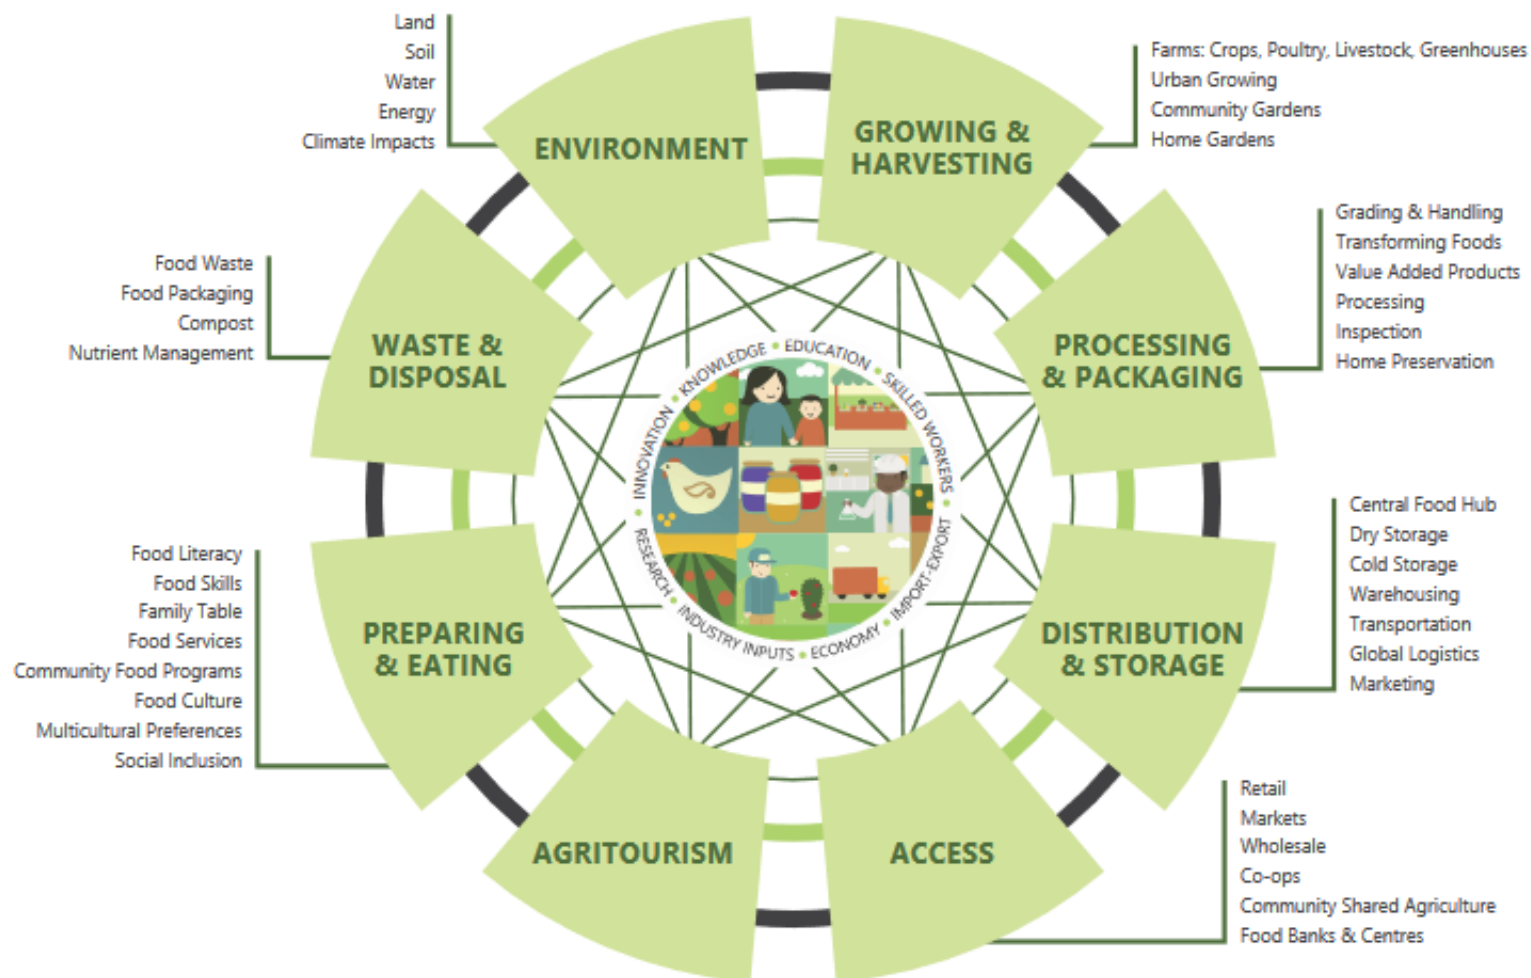 Land
Soil
Water
Energy
Climate Impacts
ENVIRONMENT
GROWING &
HARVESTING
Farms: Crops, Poultry, Livestock, Greenhouses
Urban Growing
Community Gardens
Home Gardens
PROCESSING
& PACKAGING
Grading & Handling
Transforming Foods
Value Added Products
Processing
Inspection
Home Preservation
DISTRIBUTION
& STORAGE
Central Food Hub
Dry Storage
Cold Storage
Warehousing
Transportation
Global Logistics
Marketing
ACCESS
Retail
Markets
Wholesale
Co-ops
Community Shared Agriculture
Food Banks & Centres
AGRITOURISM
PREPARING
& EATING
Food Literacy
Food Skills
Family Table
Food Services
Community Food Programs
Food Culture
Multicultural Preferences
Social Inclusion
WASTE &
DISPOSAL
Food Waste
Food Packaging
Compost
Nutrient Management
INNOVATION • KNOWLEDGE • EDUCATION • SKILLED WORKERS •
RESEARCH • INDUSTRY INPUTS • ECONOMY • IMPORT-EXPORT